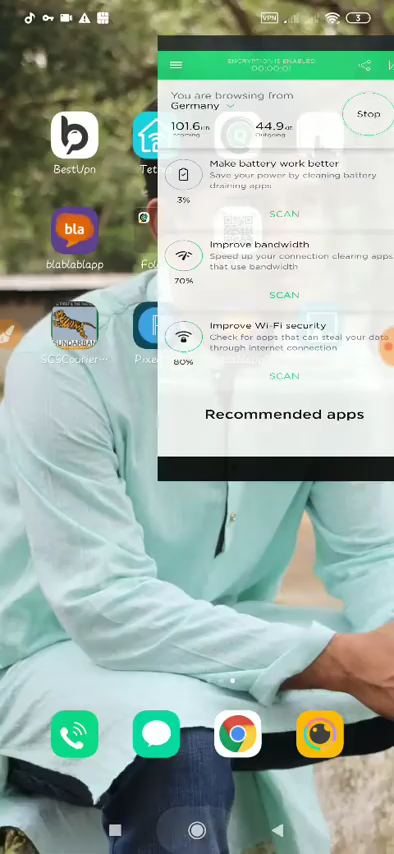 VPN
3
ENCRYPTION IS ENABLED
00:00:01
You are browsing from
Germany
Stop
101.6
Incoming
44.9
Outgoing
BestUpn
Make battery work better
Save your power by cleaning battery
draining apps
3%
SCAN
bla
blablablapp
Improve bandwidth
Speed up your connection clearing apps
that use bandwidth
70%
SCAN
Improve Wi-Fi security
Check for apps that can steal your data
through internet connection
80%
SCAN
SUNDARBAN
SGSCourier...
Recommended apps